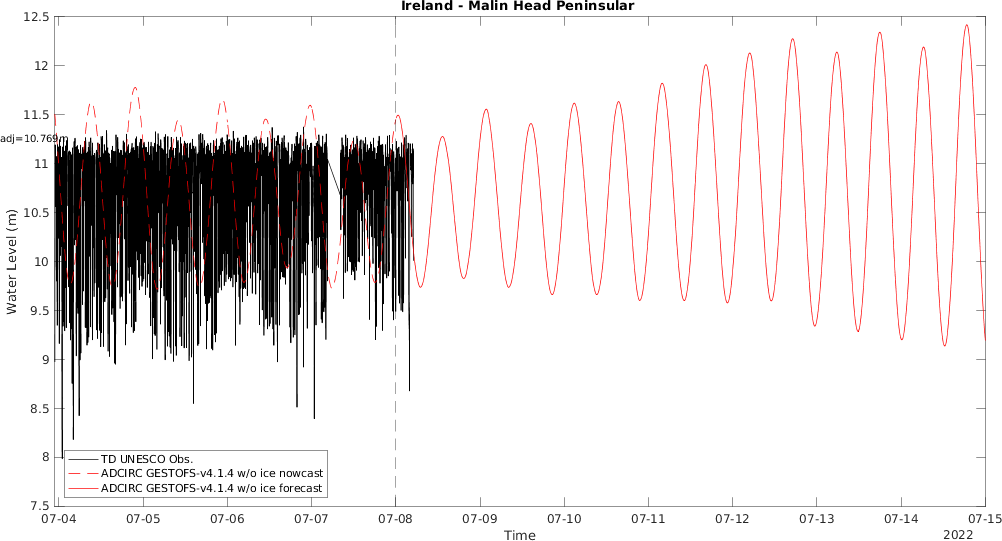 Ireland - Malin Head Peninsular
12.5
12
11.5
adj=10.769m
11
10.5
10
9.5
9
8.5
8
7.5
Water Level (m)
TD UNESCO Obs.
ADCIRC GESTOFS-v4.1.4 w/o ice nowcast
ADCIRC GESTOFS-v4.1.4 w/o ice forecast
07-04 07-05 07-06 07-07 07-08 07-09 07-10 07-11 07-12 07-13 07-14 07-15
Time
2022